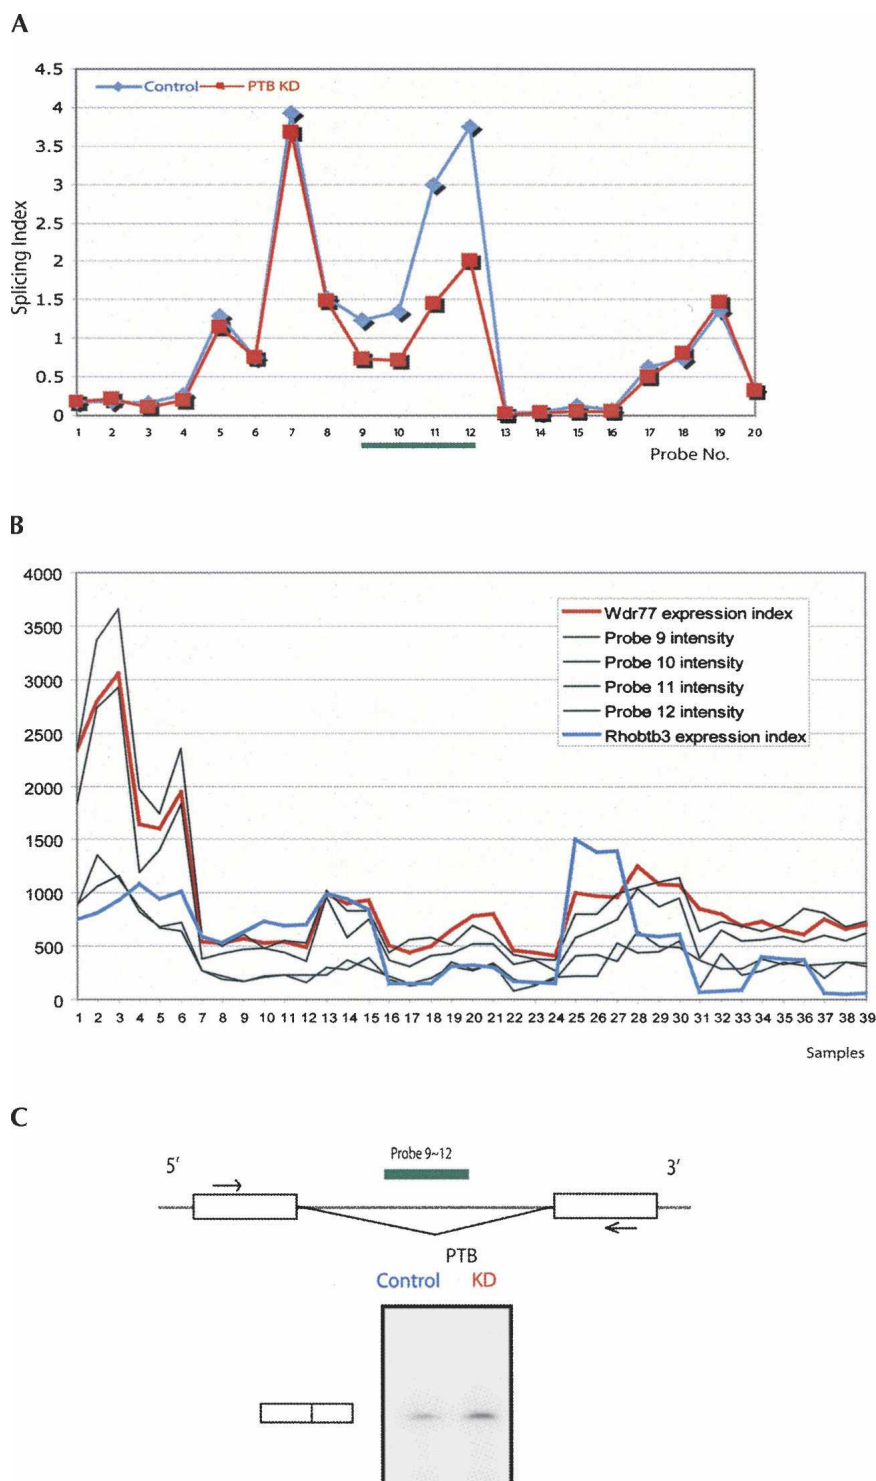 A
4.5
Control PTB KD
4
3.5
3
2.5
2
1.5
1
0.5
0
Splicing Index
1 2 3 4 5 6 7 8 9 10 11 12 13 14 15 16 17 18 19 20
Probe No.
B
4000
3500
3000
2500
2000
1500
1000
500
0
Wdr77 expression index
Probe 9 intensity
Probe 10 intensity
Probe 11 intensity
Probe 12 intensity
Rhobtb3 expression index
1 2 3 4 5 6 7 8 9 10 11 12 13 14 15 16 17 18 19 20 21 22 23 24 25 26 27 28 29 30 31 32 33 34 35 36 37 38 39
Samples
C
5' Probe 9~12 3'
PTB
Control KD